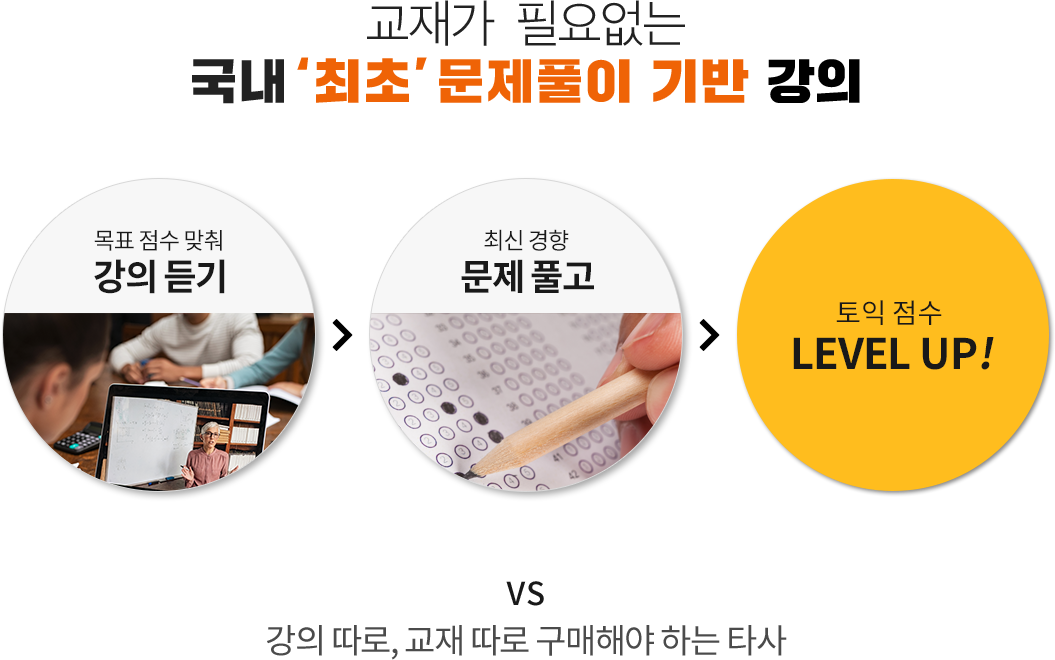 교재가 필요없는
국내 ‘최초’ 문제풀이 기반 강의
목표 점수 맞춰
강의 듣기
최신 경향
문제 풀고
토익 점수
LEVEL UP!
VS
강의 따로, 교재 따로 구매해야 하는 타사